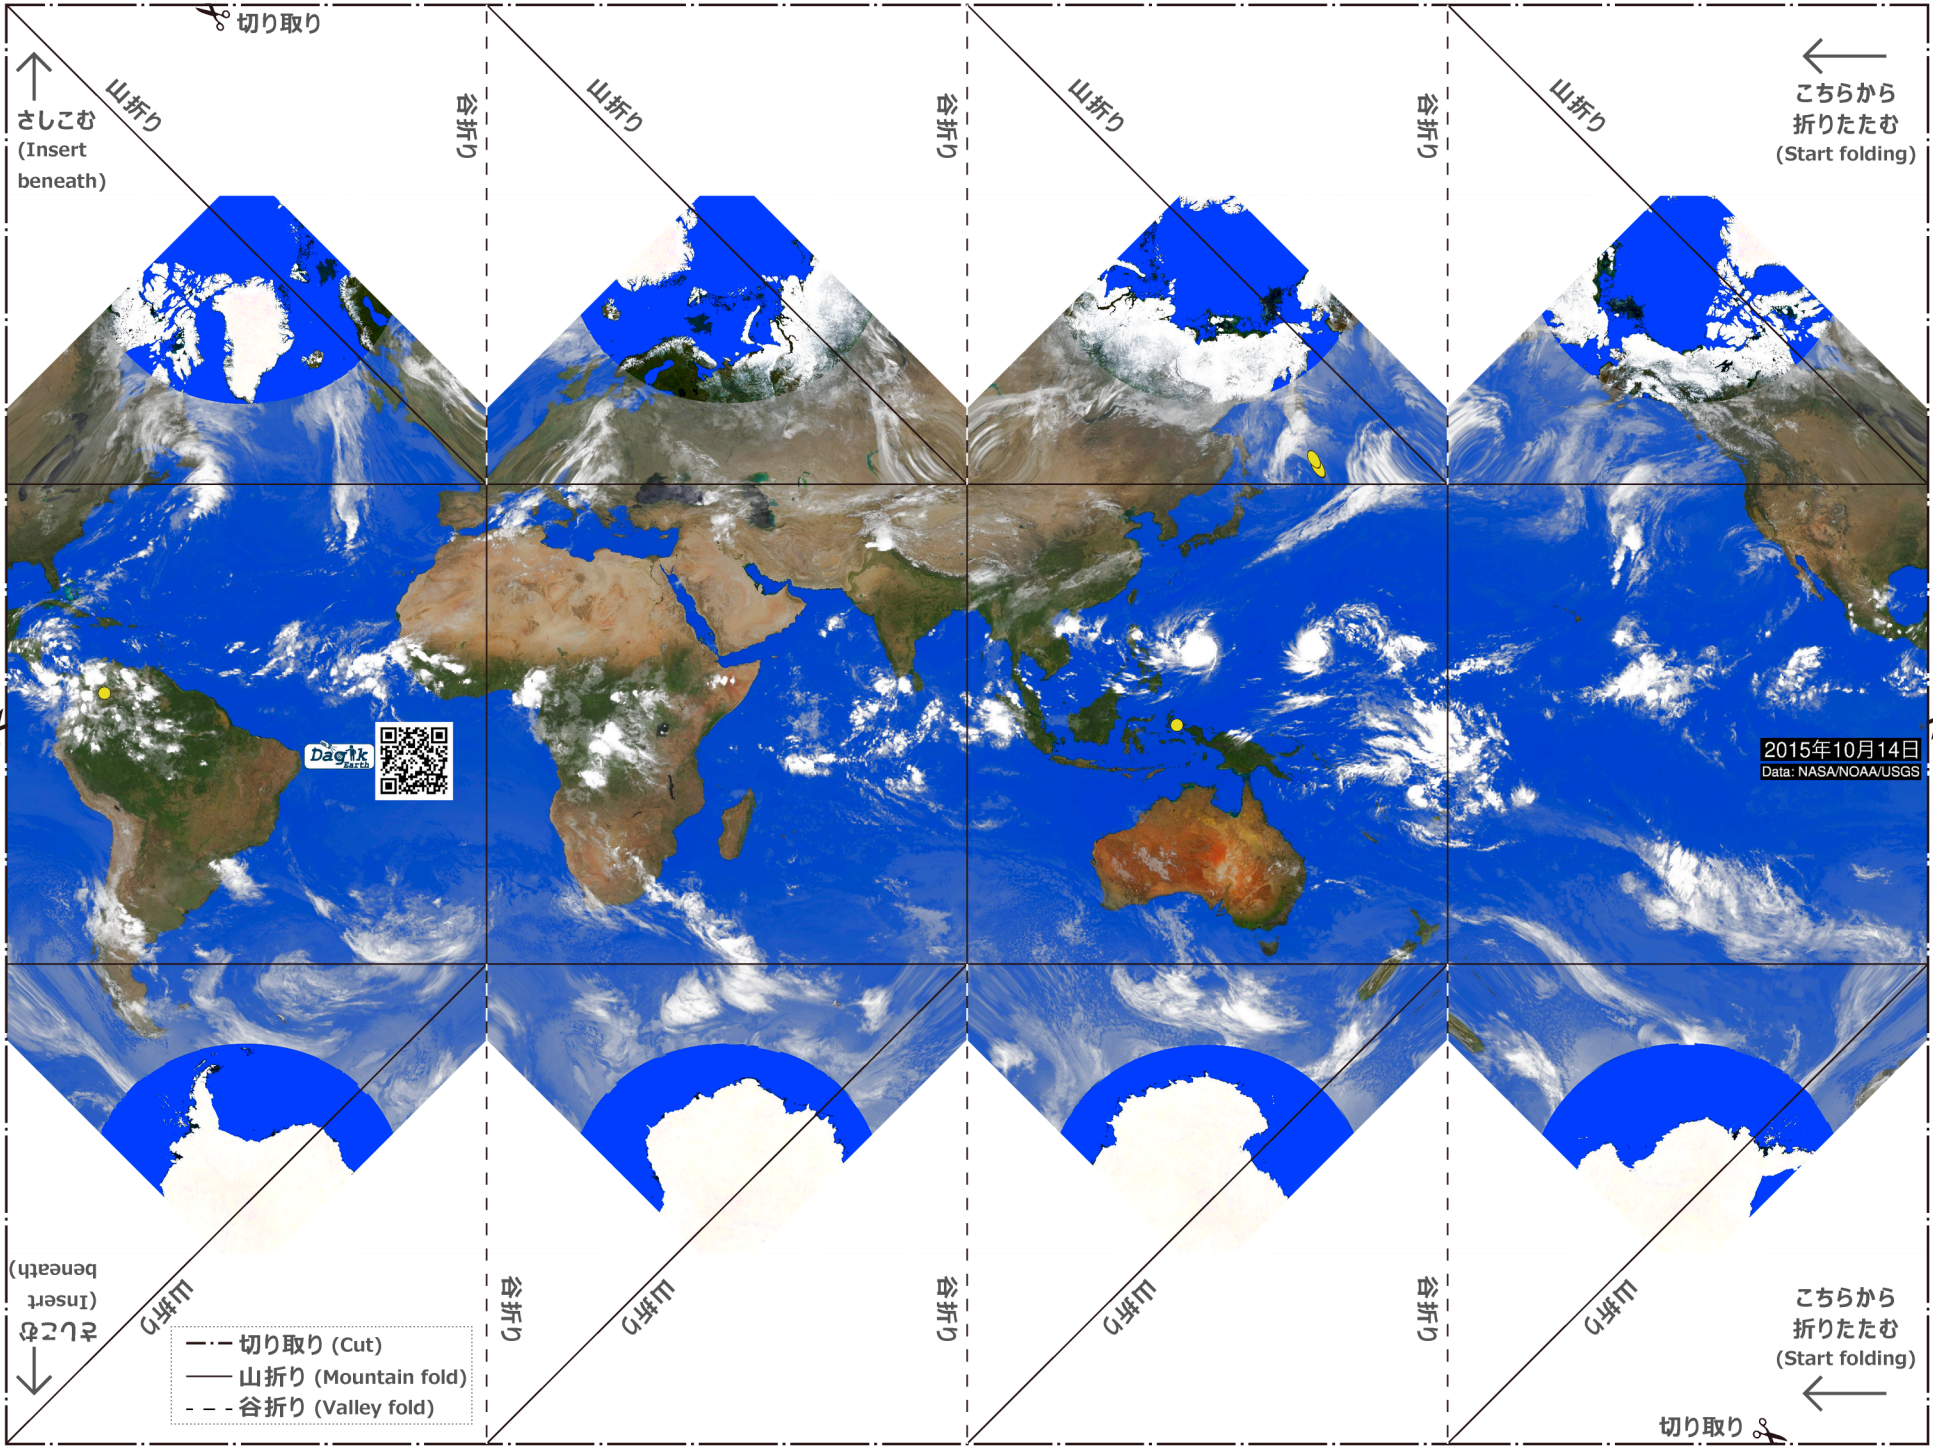 切り取り
山折り
谷折り
山折り
谷折り
山折り
谷折り
山折り
こちらから
折りたたむ
(Start folding)
さしこむ
(Insert
beneath)
Dagik
Earth
2015年10月14日
Data: NASA/NOAA/USGS
さしこむ
(Insert
beneath)
山折り
谷折り
山折り
谷折り
山折り
谷折り
山折り
こちらから
折りたたむ
(Start folding)
切り取り (Cut)
山折り (Mountain fold)
谷折り (Valley fold)
切り取り